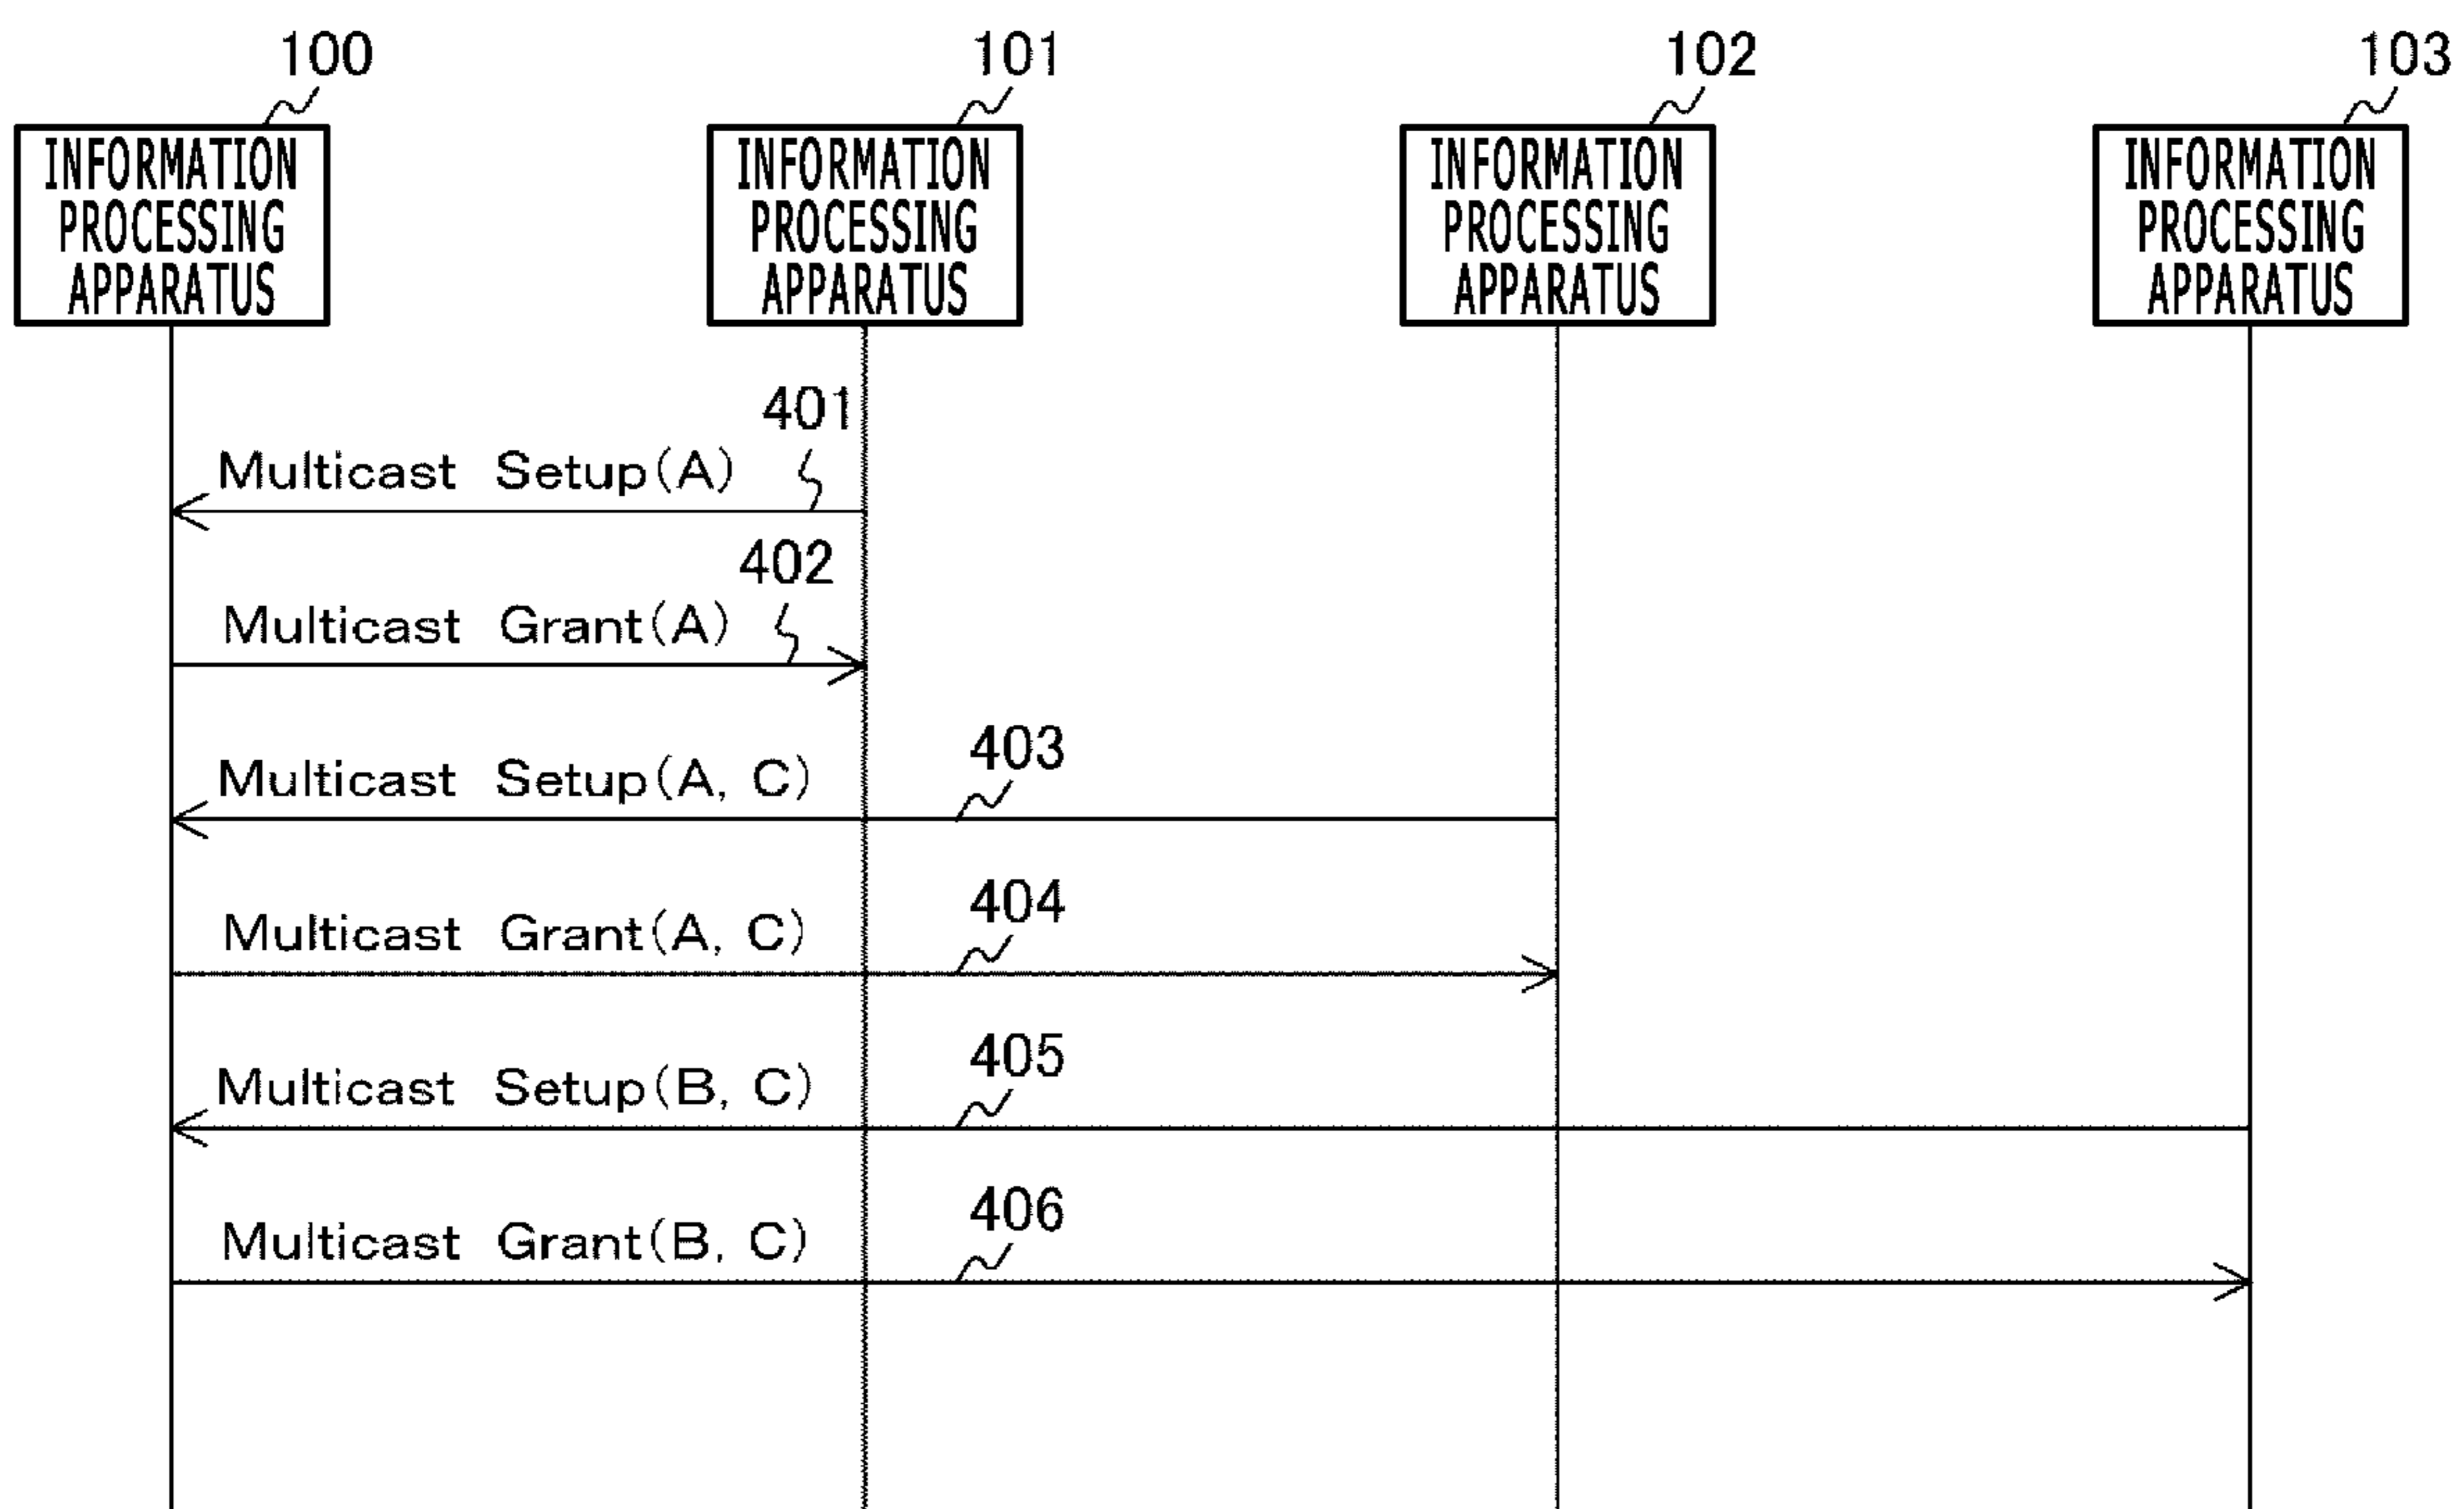 100
101
102
103
INFORMATION
PROCESSING
APPARATUS
INFORMATION
PROCESSING
APPARATUS
INFORMATION
PROCESSING
APPARATUS
INFORMATION
PROCESSING
APPARATUS
401
Multicast Setup(A)
402
Multicast Grant(A)
403
Multicast Setup(A, C)
404
Multicast Grant(A, C)
405
Multicast Setup(B, C)
406
Multicast Grant(B, C)